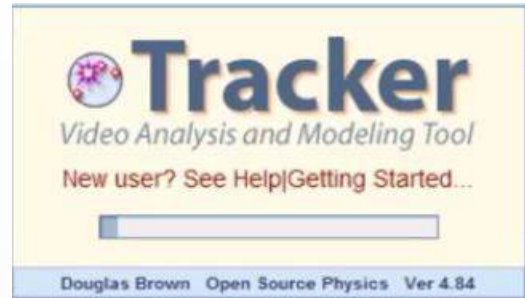 Tracker
Video Analysis and Modeling Tool
New user? See Help|Getting Started...
Douglas Brown Open Source Physics Ver 4.84